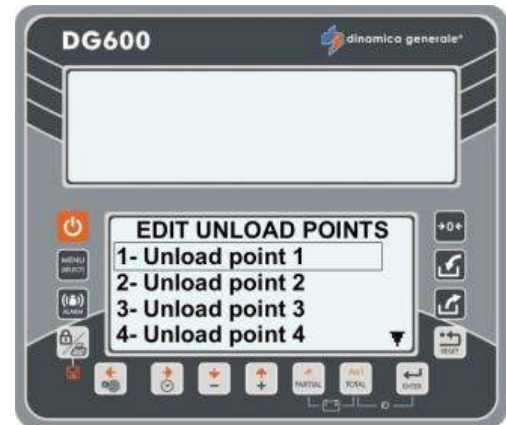 DG600
dinamica generale®
EDIT UNLOAD POINTS
1- Unload point 1
2- Unload point 2
3- Unload point 3
4- Unload point 4
MENU
ALARM
→0←
RESET
PARTIAL
TOTAL
ENTER